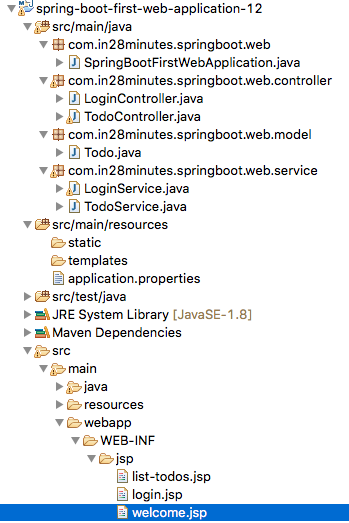 spring-boot-first-web-application-12
src/main/java
com.in28minutes.springboot.web
SpringBootFirstWebApplication.java
com.in28minutes.springboot.web.controller
LoginController.java
TodoController.java
com.in28minutes.springboot.web.model
Todo.java
com.in28minutes.springboot.web.service
LoginService.java
TodoService.java
src/main/resources
static
templates
application.properties
src/test/java
JRE System Library [JavaSE-1.8]
Maven Dependencies
src
main
java
resources
webapp
WEB-INF
jsp
list-todos.jsp
login.jsp
welcome.jsp